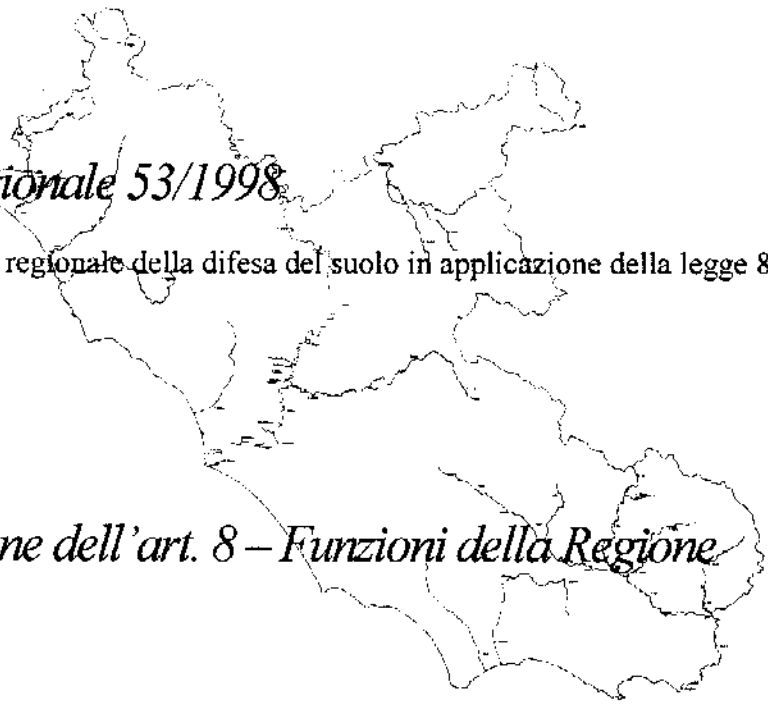 ionale 53/1998
regionale della difesa del suolo in applicazione della legge 8
ne dell'art. 8 – Funzioni della Regione